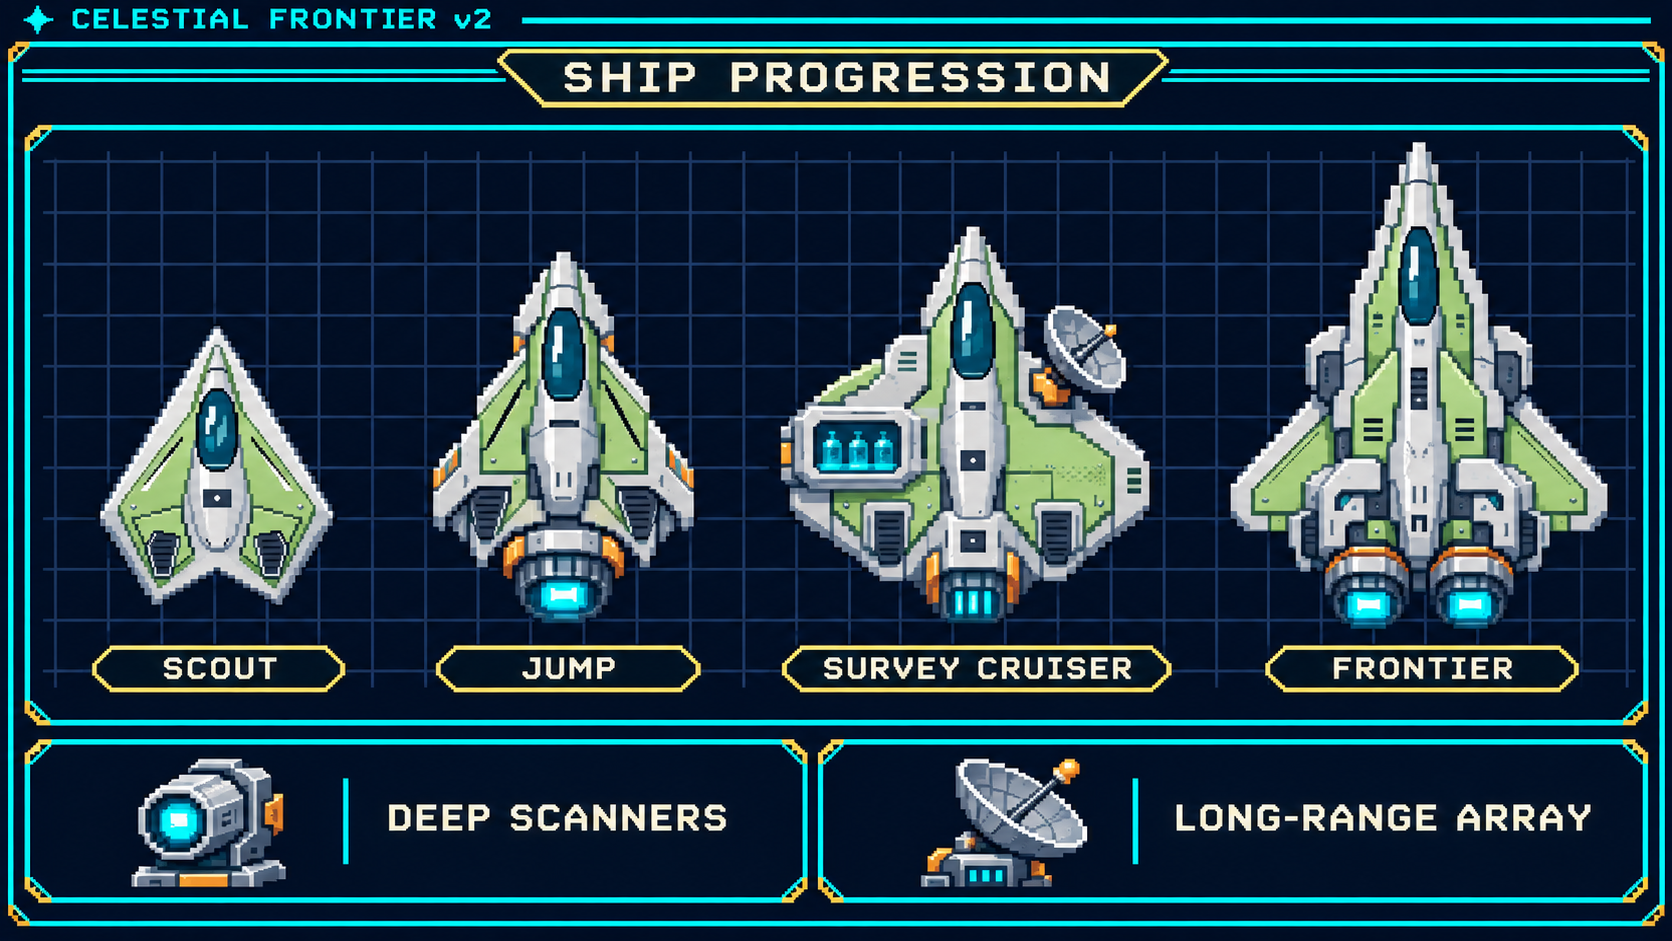 CELESTIAL FRONTIER v2
SHIP PROGRESSION
SCOUT
JUMP
SURVEY CRUISER
FRONTIER
DEEP SCANNERS
LONG-RANGE ARRAY